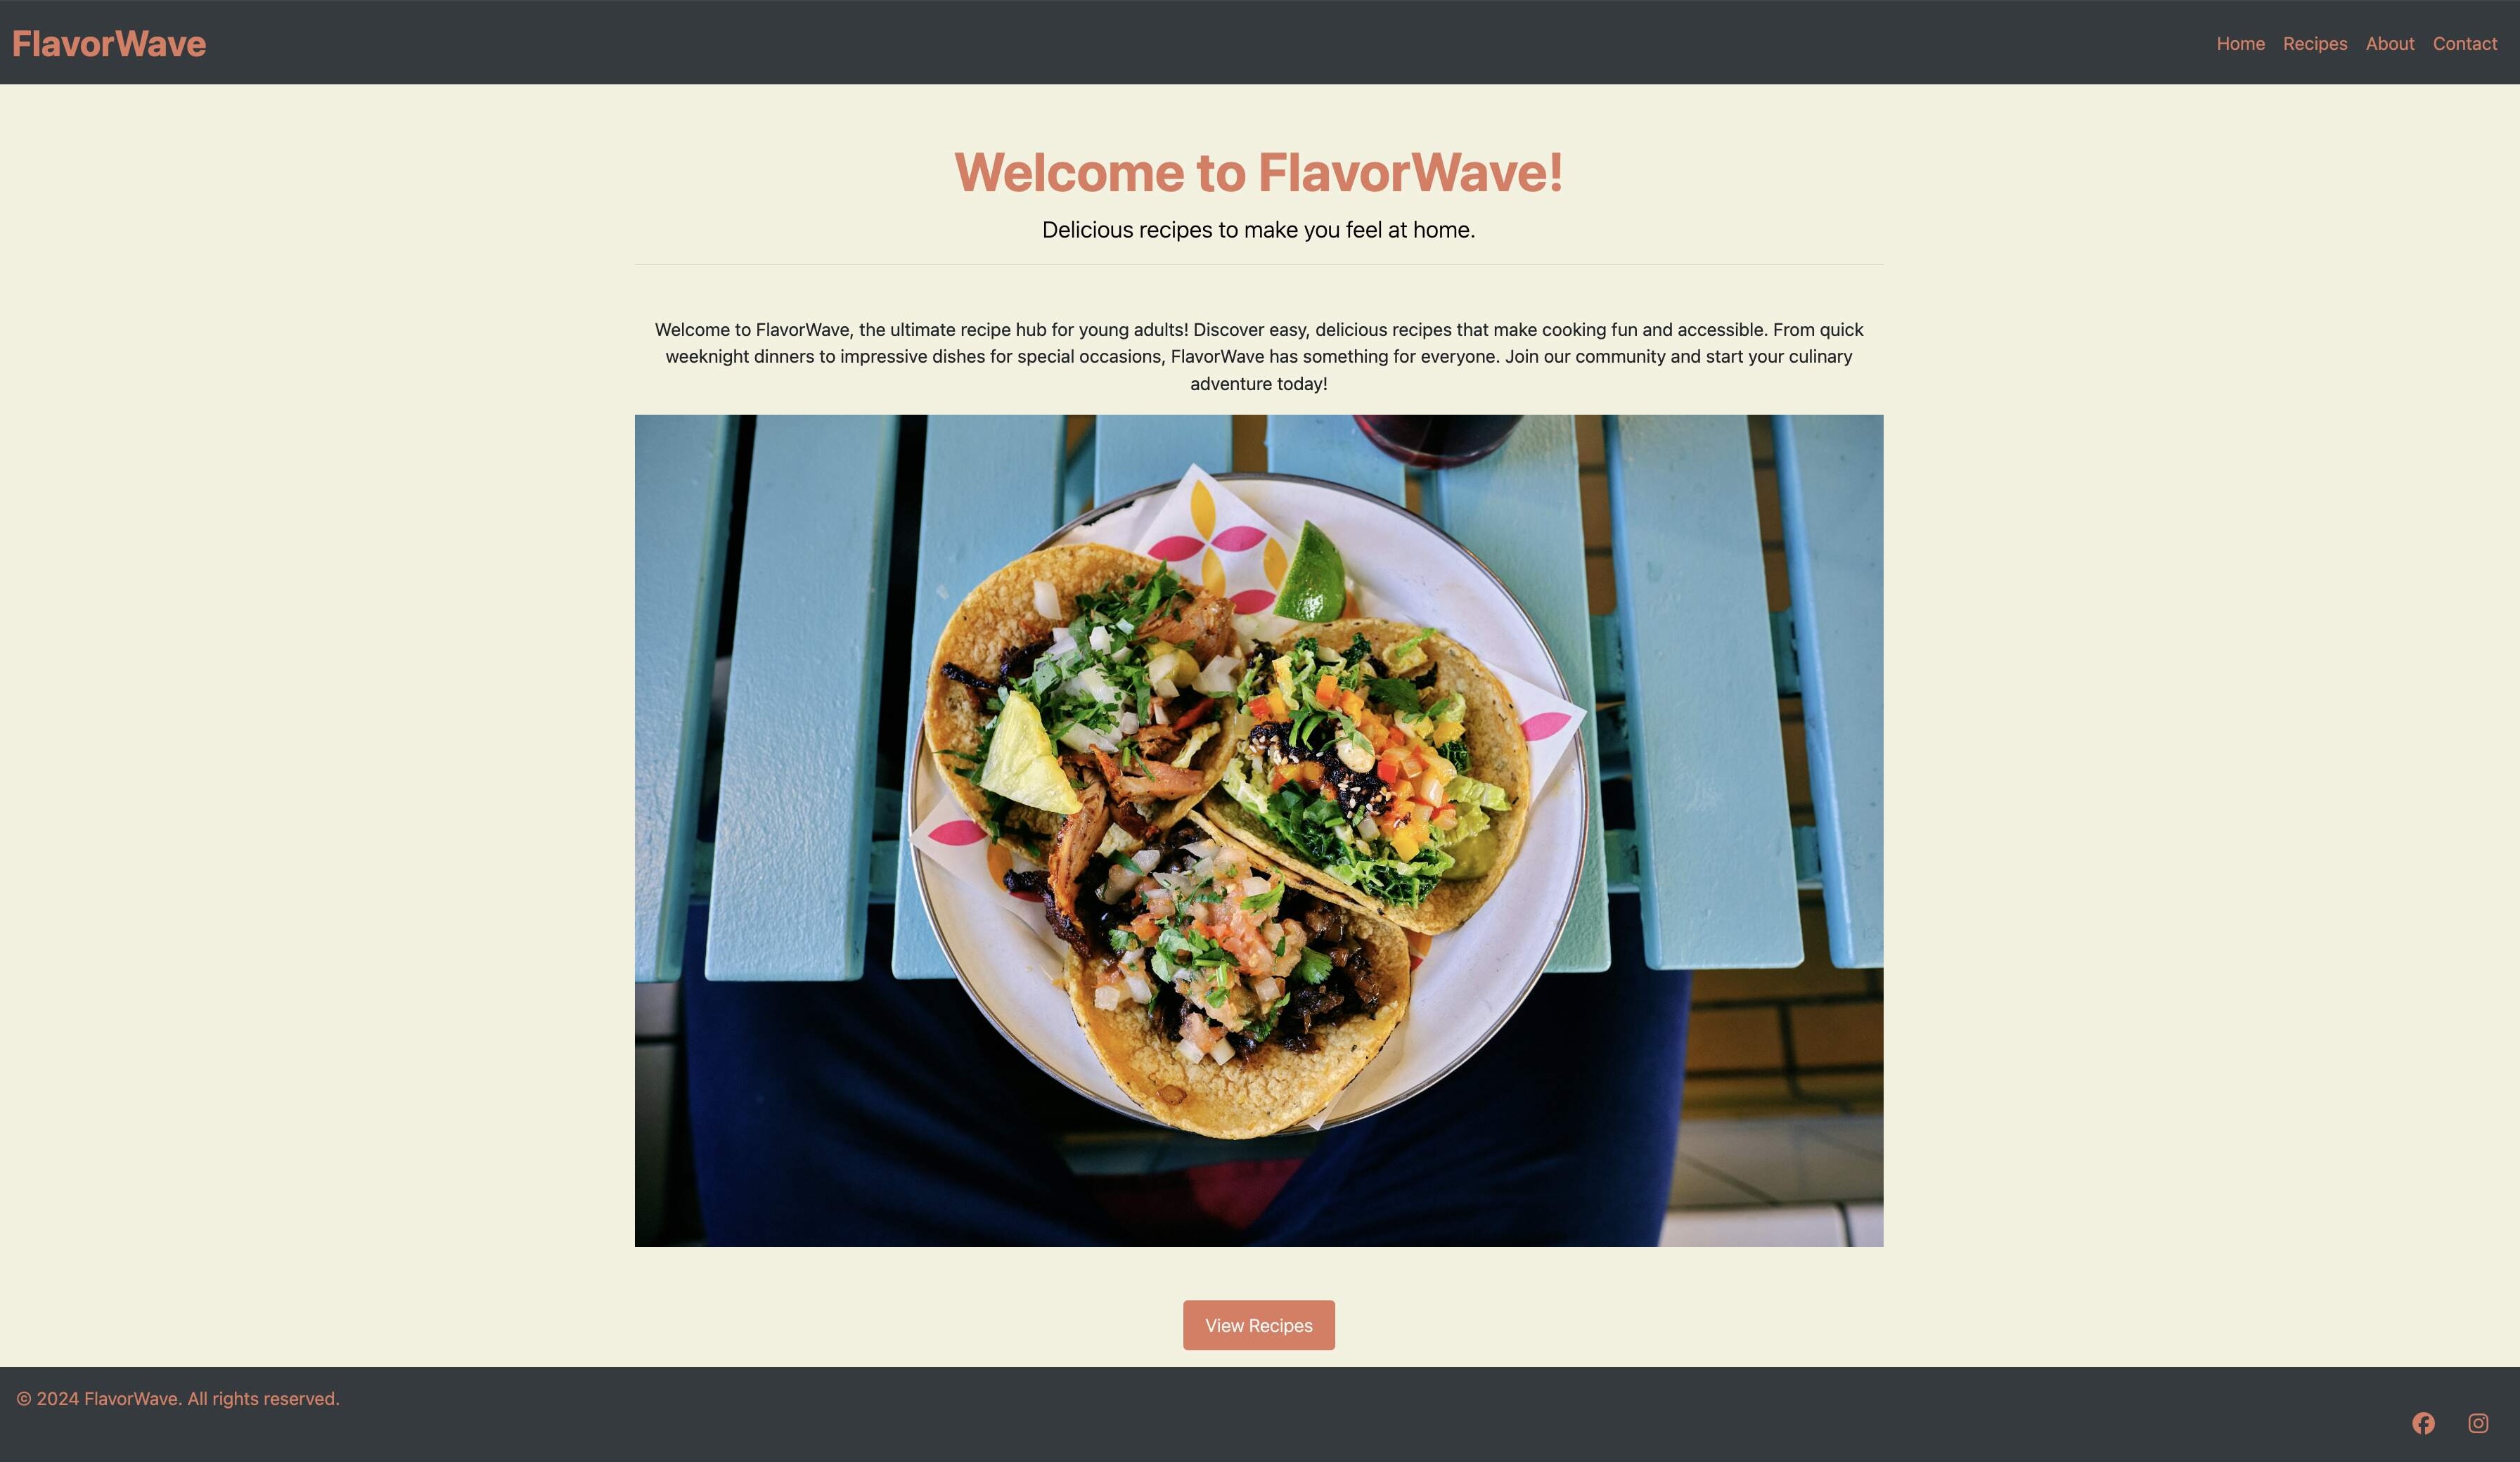 FlavorWave
Home Recipes About Contact
Welcome to FlavorWave!
Delicious recipes to make you feel at home.
Welcome to FlavorWave, the ultimate recipe hub for young adults! Discover easy, delicious recipes that make cooking fun and accessible. From quick
weeknight dinners to impressive dishes for special occasions, FlavorWave has something for everyone. Join our community and start your culinary
adventure today!
View Recipes
© 2024 FlavorWave. All rights reserved.